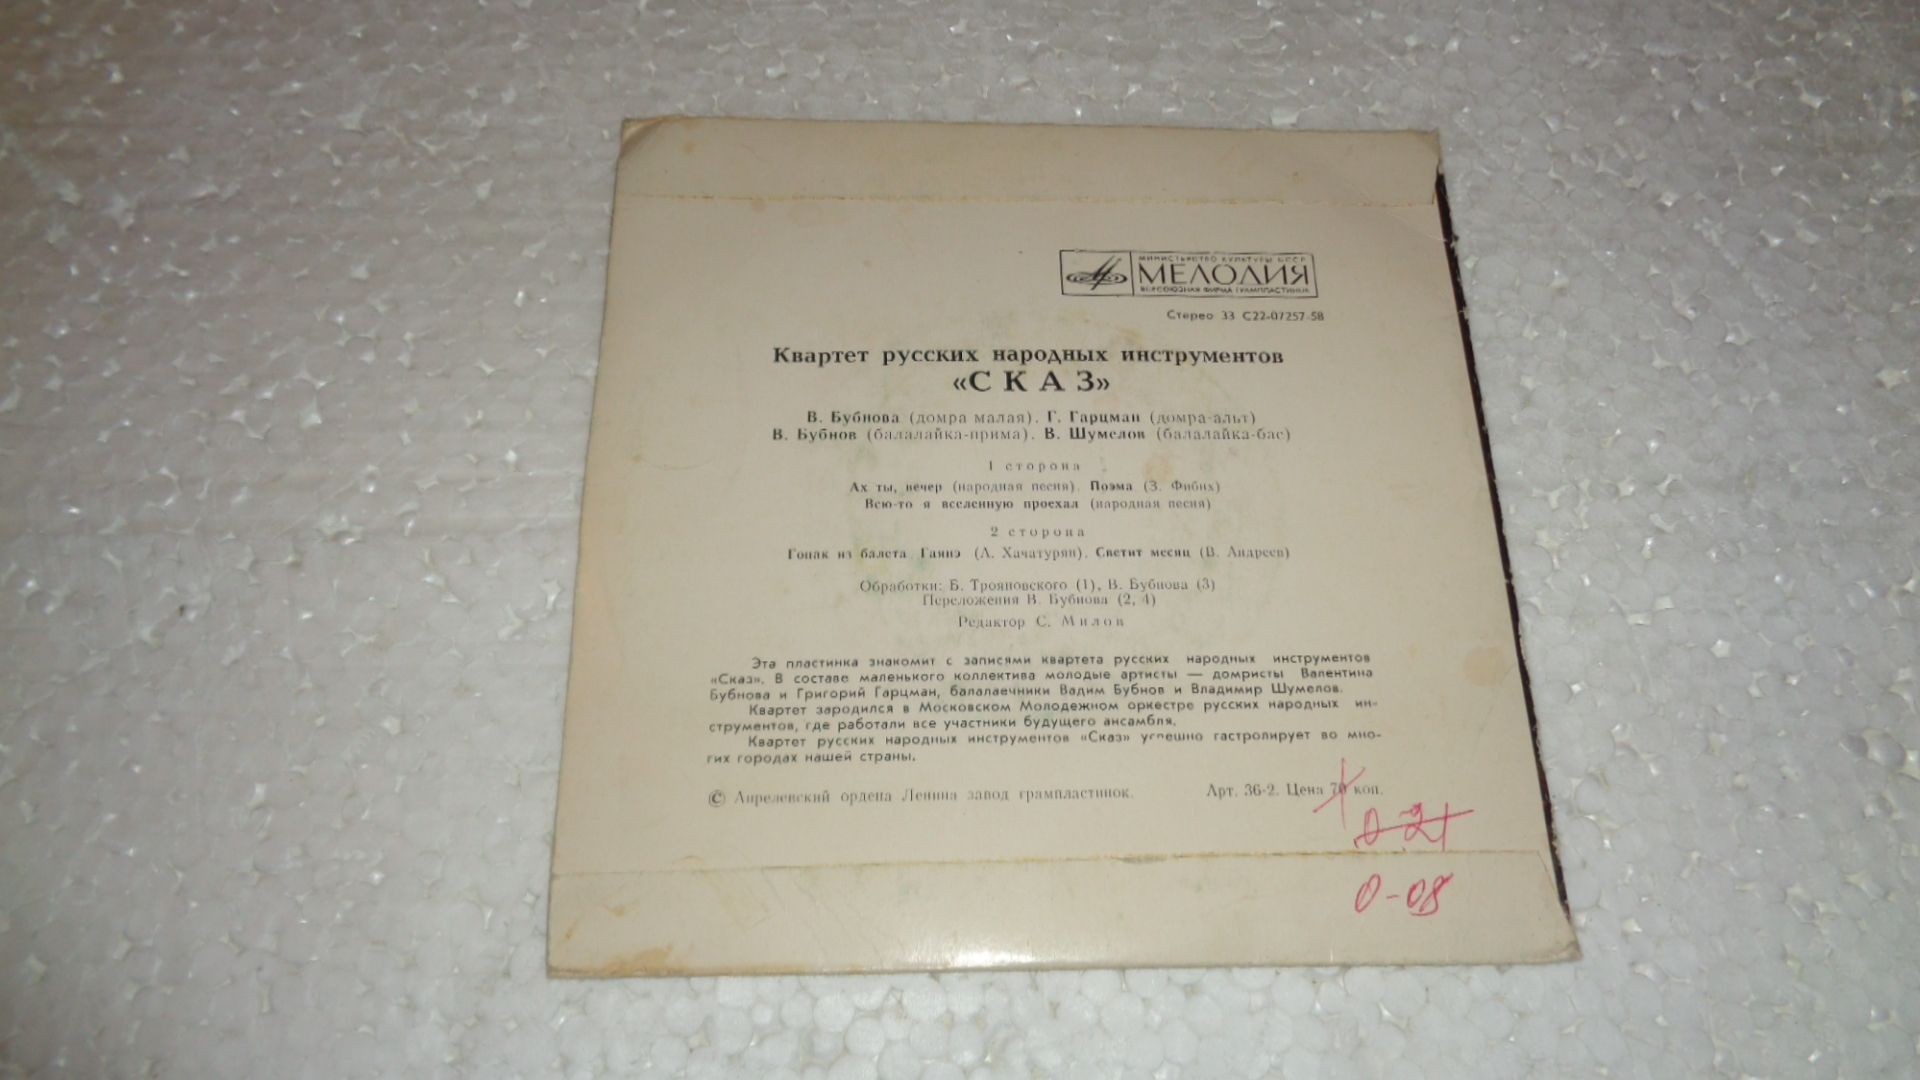 МИНИСТЕРСТВО КУЛЬТУРЫ СССР
МЕЛОДИЯ
ВСЕСОЮЗНАЯ ФИРМА ГРАМПЛАСТИНОК
Стерео 33 С22-07257-58
Квартет русских народных инструментов
«СКАЗ»
В. Бубнова (домра малая). Г. Гарцман (домра-альт)
В. Бубнов (балалайка-прима). В. Шумелов (балалайка-бас)
1 сторона
Ах ты, вечер (народная песня). Поэма (З. Фибих)
Всю-то я вселенную проехал (народная песня)
2 сторона
Гопак из балета Гаянэ (А. Хачатурян). Светит месяц (В. Андреев)
Обработки: Б. Трояновского (1), В. Бубнова (3)
Переложения В. Бубнова (2, 4)
Редактор С. Милов
Эта пластинка знакомит с записями квартета русских народных инструментов
«Сказ». В составе маленького коллектива молодые артисты — домристы Валентина
Бубнова и Григорий Гарцман, балалаечники Вадим Бубнов и Владимир Шумелов.
Квартет зародился в Московском Молодежном оркестре русских народных ин-
струментов, где работали все участники будущего ансамбля.
Квартет русских народных инструментов «Сказ» успешно гастролирует во мно-
гих городах нашей страны.
© Апрелевский ордена Ленина завод грампластинок. Арт. 36-2. Цена 70 коп.
0-21
0-08